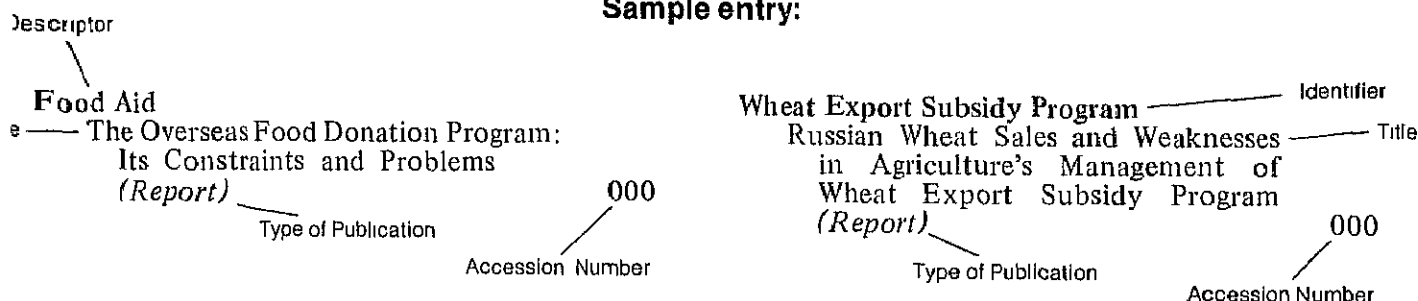 Sample entry:
Descriptor
Food Aid
e
The Overseas Food Donation Program:
Its Constraints and Problems
(Report)
000
Type of Publication
Accession Number
Wheat Export Subsidy Program
Identifier
Russian Wheat Sales and Weaknesses
Title
in Agriculture's Management of
Wheat Export Subsidy Program
(Report)
000
Type of Publication
Accession Number